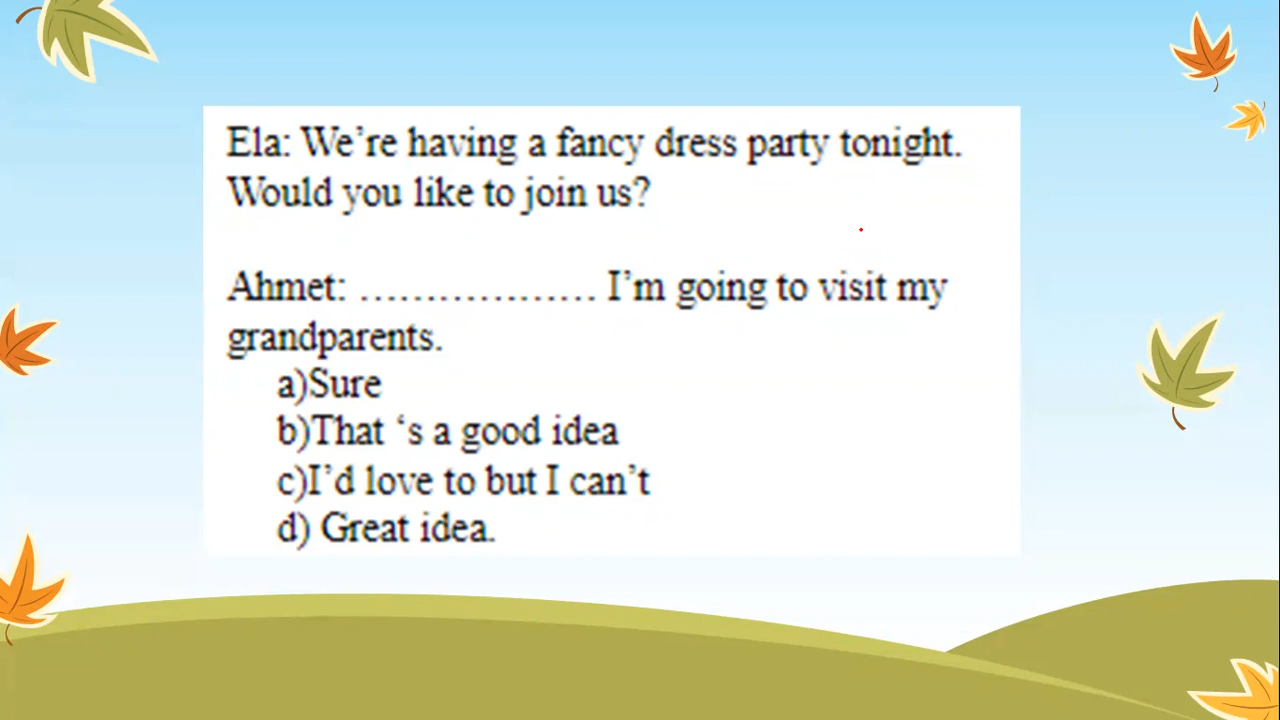 Ela: We’re having a fancy dress party tonight.
Would you like to join us?
Ahmet: .................. I’m going to visit my
grandparents.
a)Sure
b)That ‘s a good idea
c)I’d love to but I can’t
d) Great idea.